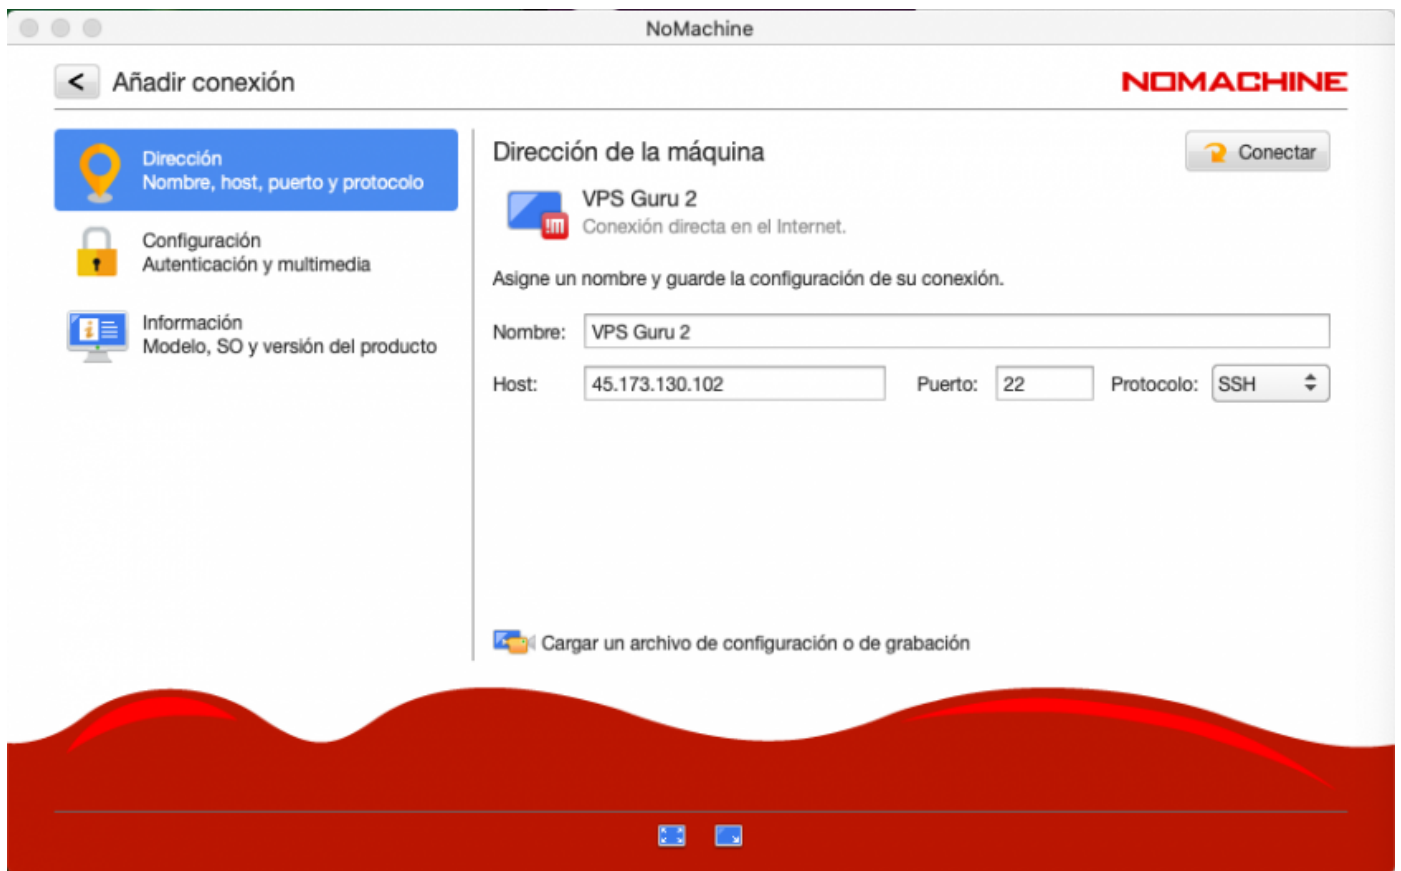 NoMachine
< Añadir conexión
NOMACHINE
Dirección
Nombre, host, puerto y protocolo
Configuración
Autenticación y multimedia
Información
Modelo, SO y versión del producto
Dirección de la máquina
Conectar
VPS Guru 2
Conexión directa en el Internet.
Asigne un nombre y guarde la configuración de su conexión.
Nombre: VPS Guru 2
Host: 45.173.130.102 Puerto: 22 Protocolo: SSH
Cargar un archivo de configuración o de grabación